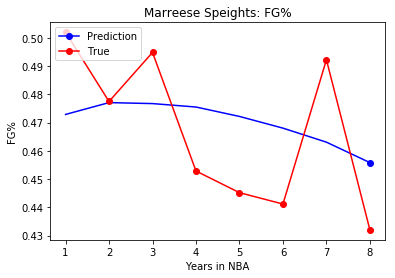 Marreese Speights: FG%
Prediction
True
0.50
0.49
0.48
0.47
0.46
0.45
0.44
0.43
FG%
1 2 3 4 5 6 7 8
Years in NBA